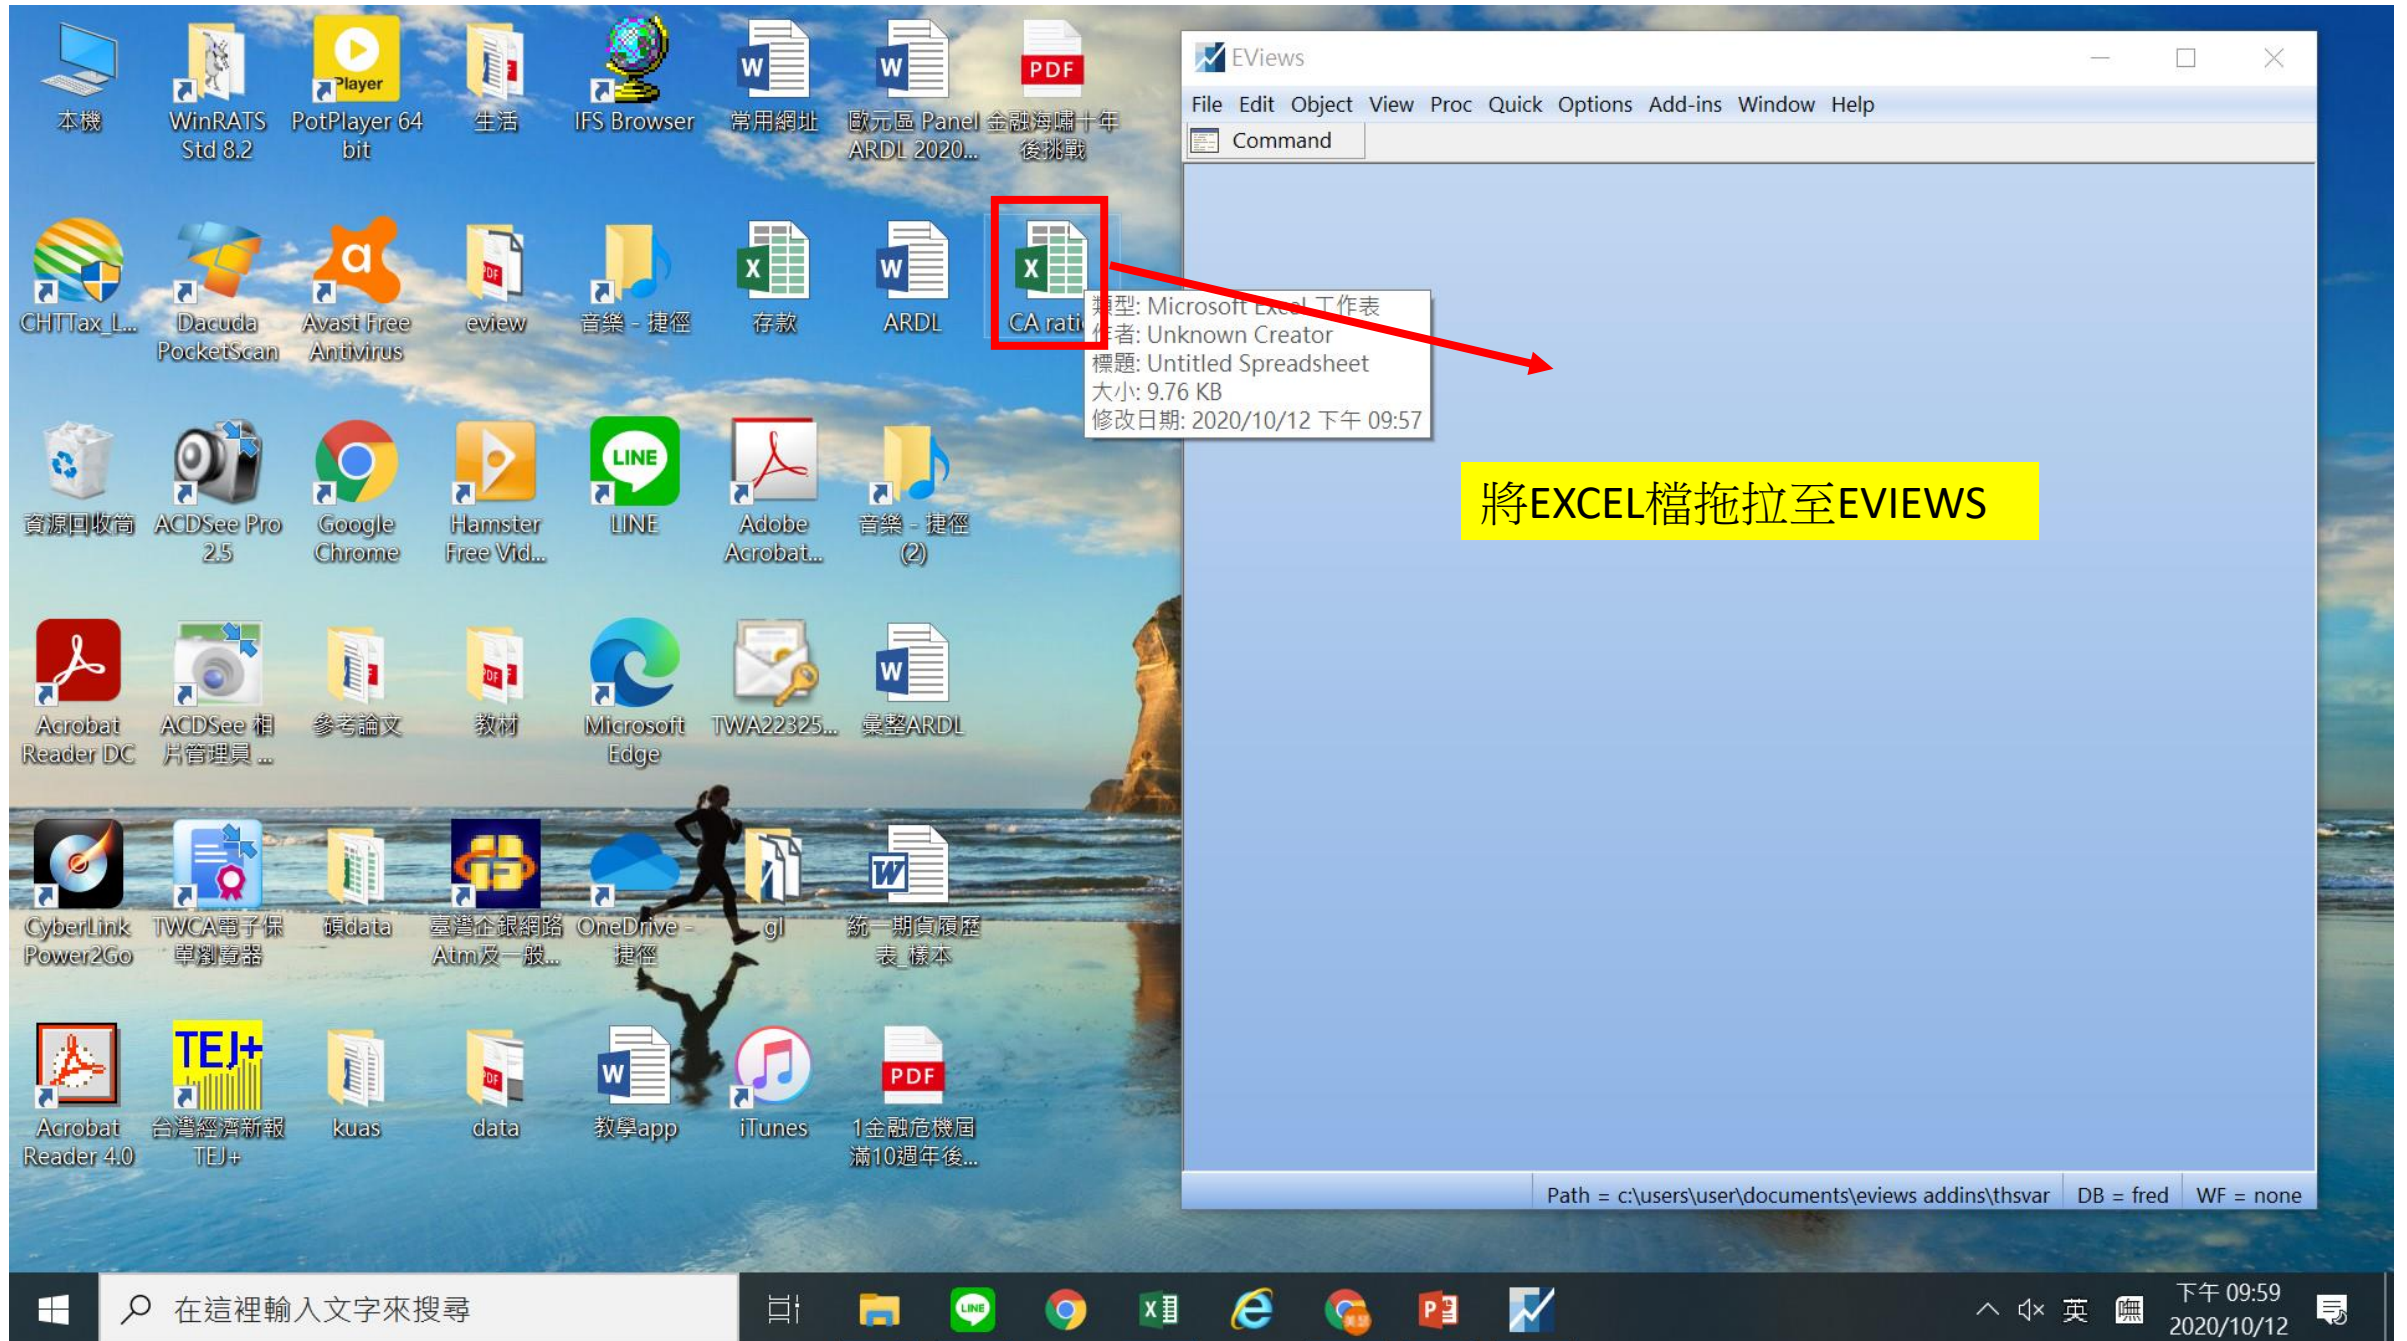 本機
WinRATS
Std 8.2
Player
PotPlayer 64
bit
生活
IFS Browser
常用網址
歐元區 Panel
ARDL 2020...
PDF
金融海嘯十年
後挑戰
EViews
File Edit Object View Proc Quick Options Add-ins Window Help
Command
CHTTax_L...
Dacuda
PocketScan
Avast Free
Antivirus
eview
音樂 - 捷徑
存款
ARDL
CA rati
類型: Microsoft Excel 工作表
作者: Unknown Creator
標題: Untitled Spreadsheet
大小: 9.76 KB
修改日期: 2020/10/12 下午 09:57
將EXCEL檔拖拉至EVIEWS
資源回收筒
ACDSee Pro
2.5
Google
Chrome
Hamster
Free Vid...
LINE
LINE
Adobe
Acrobat...
音樂 - 捷徑
(2)
Acrobat
Reader DC
ACDSee 相
片管理員 ...
參考論文
教材
Microsoft
Edge
TWA22325...
彙整ARDL
CyberLink
Power2Go
TWCA電子保
單瀏覽器
碩data
臺灣企銀網路
Atm及一般...
OneDrive -
捷徑
gl
統一期貨履歷
表_樣本
Acrobat
Reader 4.0
TEJ+
台灣經濟新報
TEJ+
kuas
data
教學app
iTunes
PDF
1金融危機屆
滿10週年後...
Path = c:\users\user\documents\eviews addins\thsvar DB = fred WF = none
在這裡輸入文字來搜尋
LINE
英
下午 09:59
2020/10/12